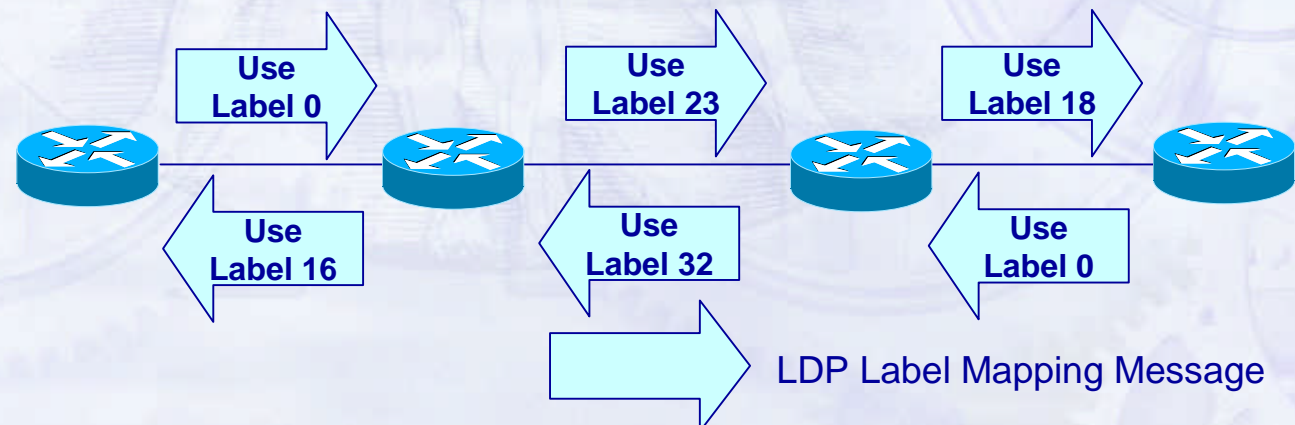 Use
Label 0
Use
Label 23
Use
Label 18
Use
Label 16
Use
Label 32
Use
Label 0
LDP Label Mapping Message